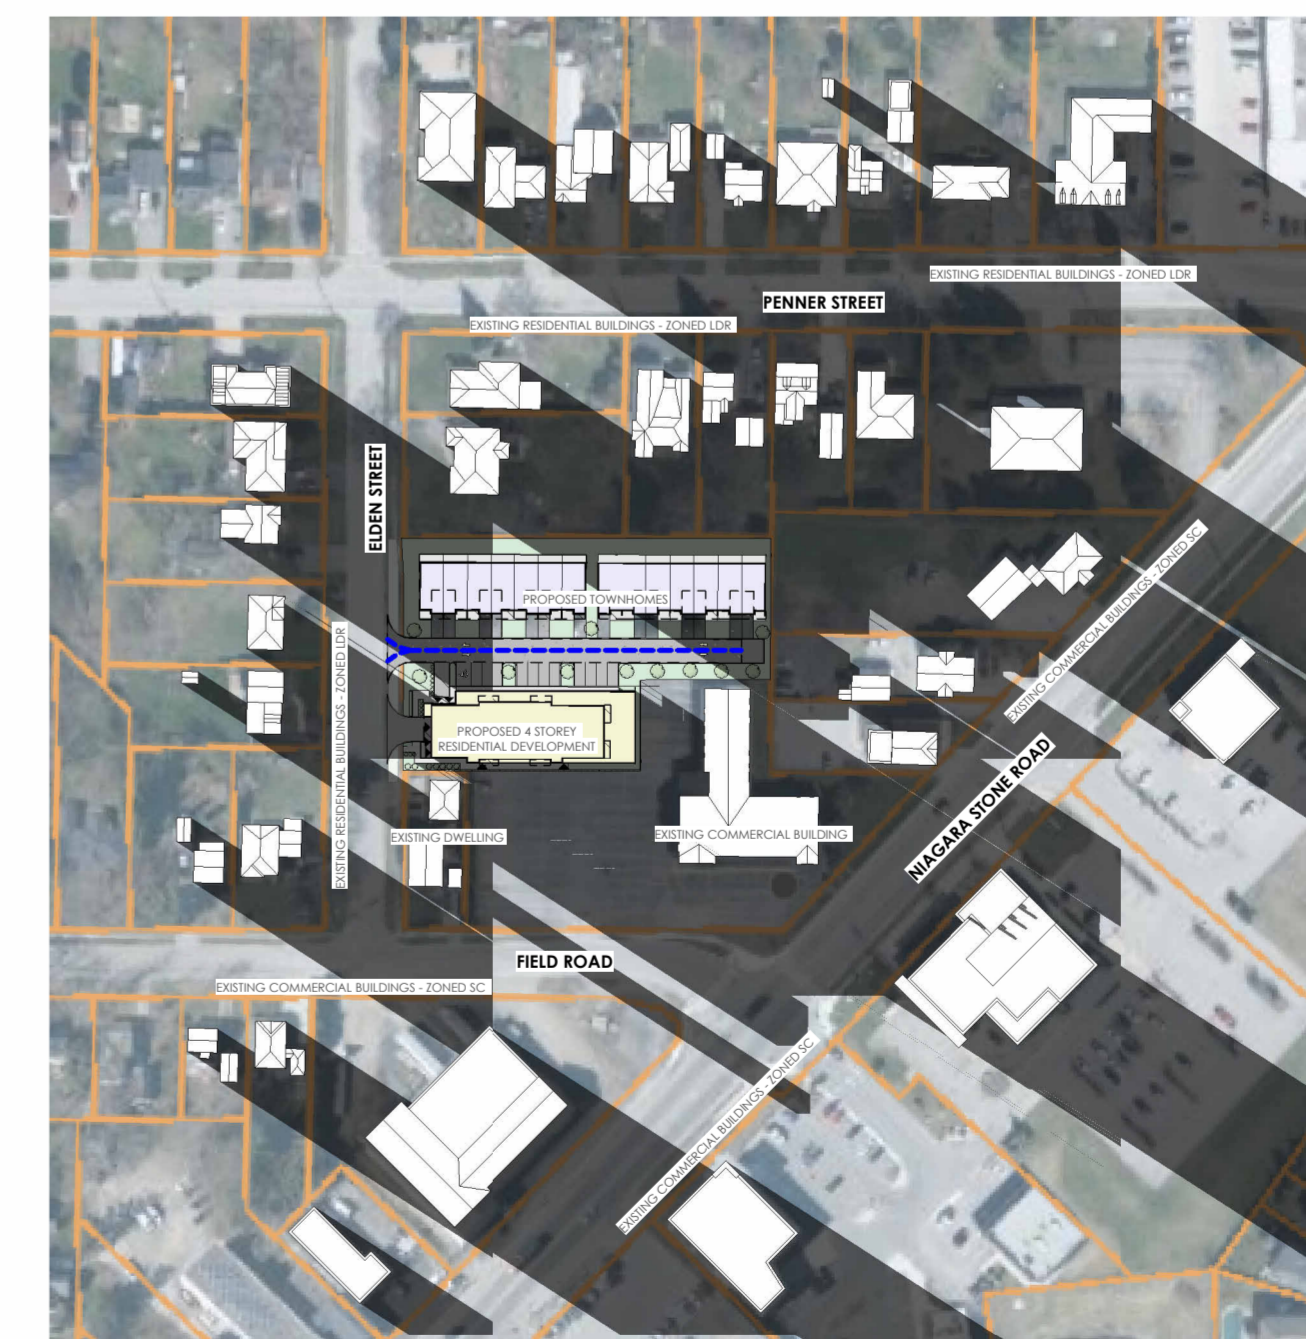 EXISTING RESIDENTIAL BUILDINGS - ZONED LDR
PENNER STREET
EXISTING RESIDENTIAL BUILDINGS - ZONED LDR
ELDEN STREET
EXISTING COMMERCIAL BUILDINGS - ZONED SC
PROPOSED TOWNHOMES
EXISTING RESIDENTIAL BUILDINGS - ZONED LDR
PROPOSED 4 STOREY
RESIDENTIAL DEVELOPMENT
NIAGARA STONE ROAD
EXISTING DWELLING
EXISTING COMMERCIAL BUILDING
FIELD ROAD
EXISTING COMMERCIAL BUILDINGS - ZONED SC
EXISTING COMMERCIAL BUILDINGS - ZONED SC